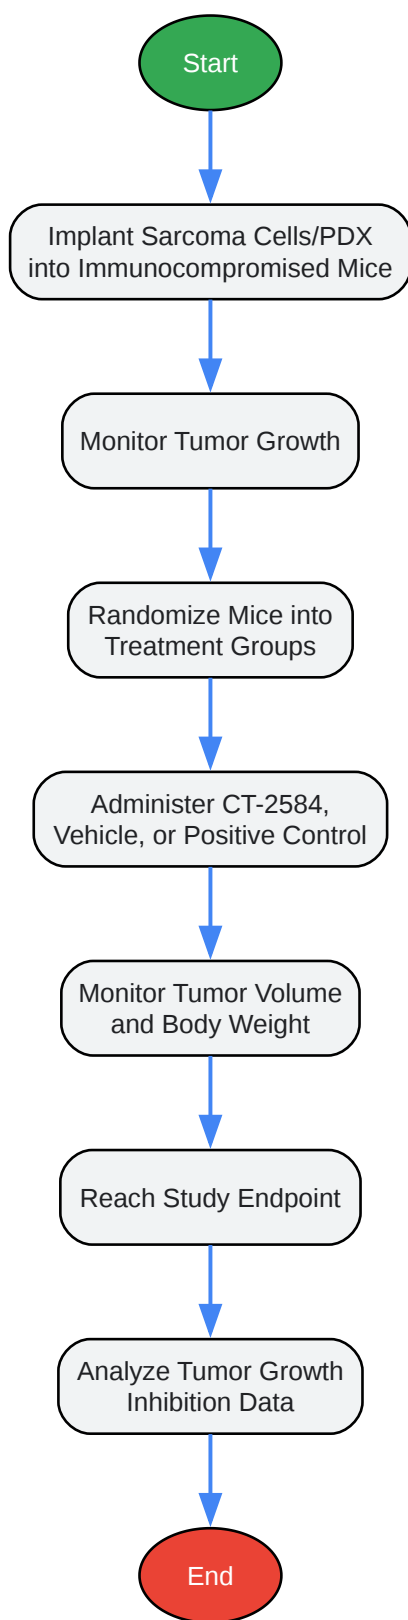 Start
Implant Sarcoma Cells/PDX
into Immunocompromised Mice
Monitor Tumor Growth
Randomize Mice into
Treatment Groups
Administer CT-2584,
Vehicle, or Positive Control
Monitor Tumor Volume
and Body Weight
Reach Study Endpoint
Analyze Tumor Growth
Inhibition Data
End